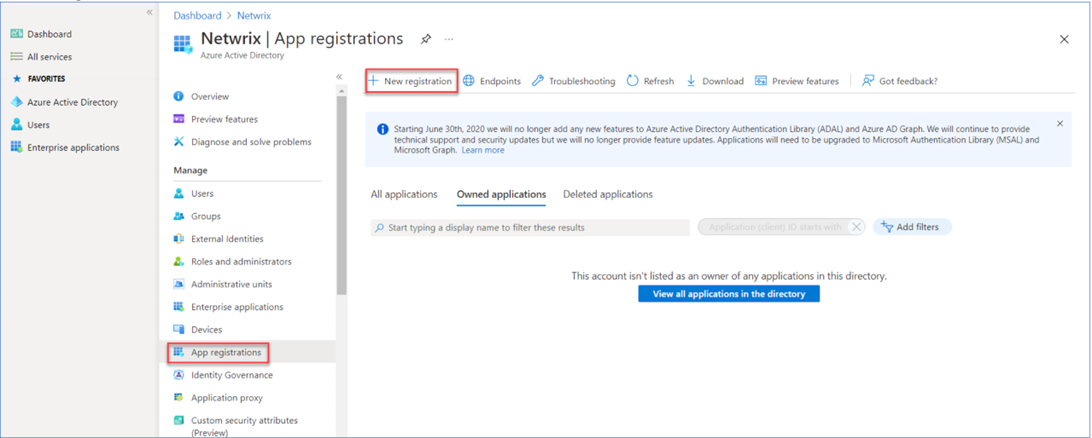 Dashboard
All services
FAVORITES
Azure Active Directory
Users
Enterprise applications
Dashboard > Netwrix
Netwrix | App registrations
Azure Active Directory
Overview
Preview features
Diagnose and solve problems
Manage
Users
Groups
External Identities
Roles and administrators
Administrative units
Enterprise applications
Devices
App registrations
Identity Governance
Application proxy
Custom security attributes
(Preview)
New registration Endpoints Troubleshooting Refresh Download Preview features Got feedback?
Starting June 30th, 2020 we will no longer add any new features to Azure Active Directory Authentication Library (ADAL) and Azure AD Graph. We will continue to provide
technical support and security updates but we will no longer provide feature updates. Applications will need to be upgraded to Microsoft Authentication Library (MSAL) and
Microsoft Graph. Learn more
All applications Owned applications Deleted applications
Start typing a display name to filter these results Application (client) ID starts with Add filters
This account isn't listed as an owner of any applications in this directory.
View all applications in the directory